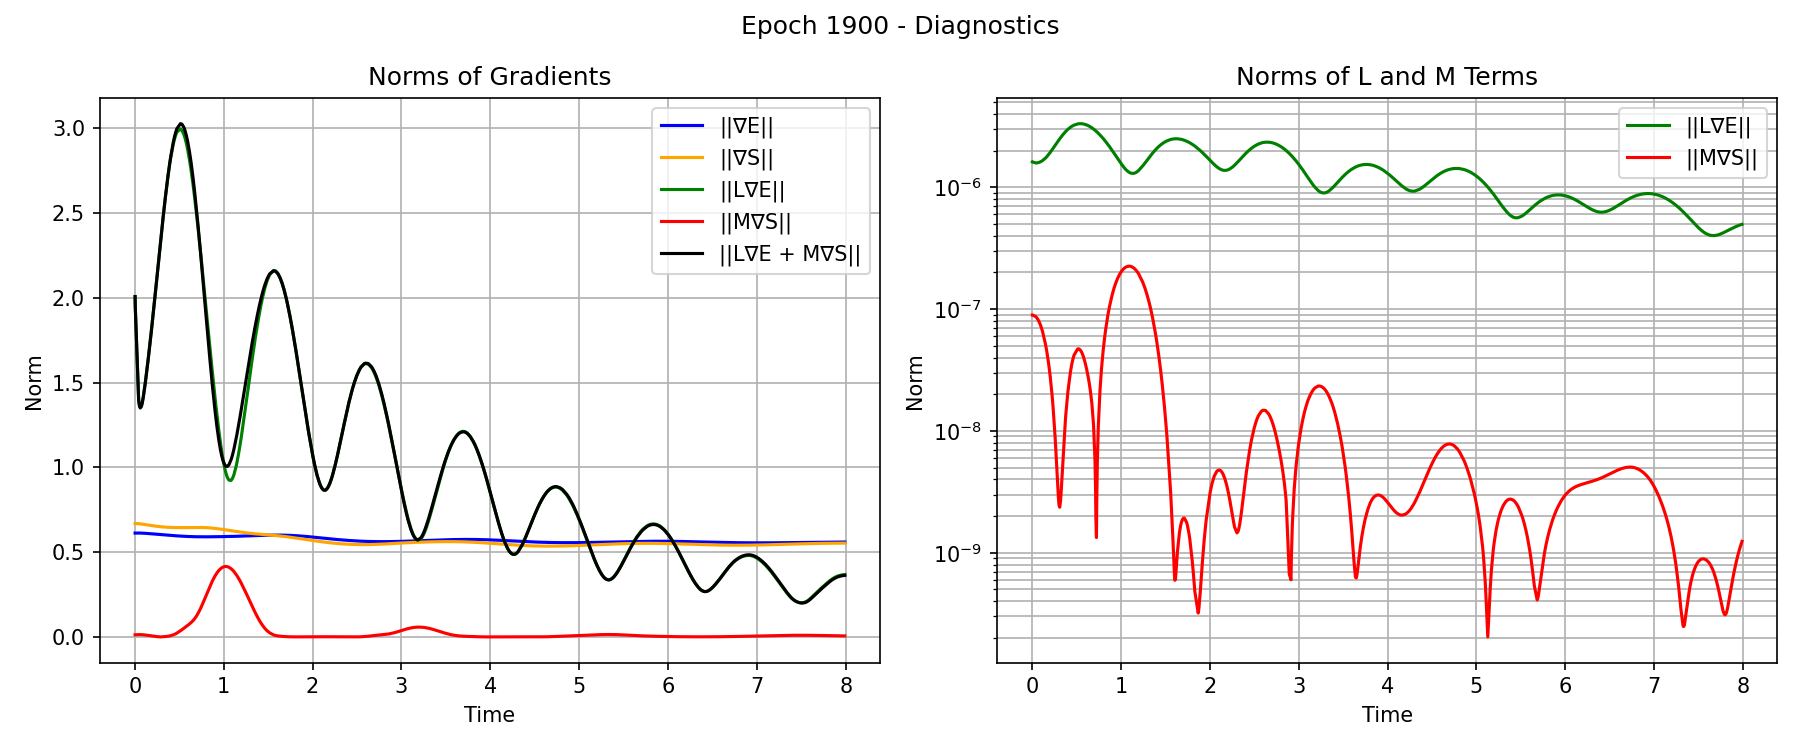 Epoch 1900 - Diagnostics
Norms of Gradients
3.0
2.5
2.0
1.5
1.0
0.5
0.0
Norm
0 1 2 3 4 5 6 7 8
Time
||∇E||
||∇S||
||L∇E||
||M∇S||
||L∇E + M∇S||
Norms of L and M Terms
10⁻⁶
10⁻⁷
10⁻⁸
10⁻⁹
Norm
0 1 2 3 4 5 6 7 8
Time
||L∇E||
||M∇S||